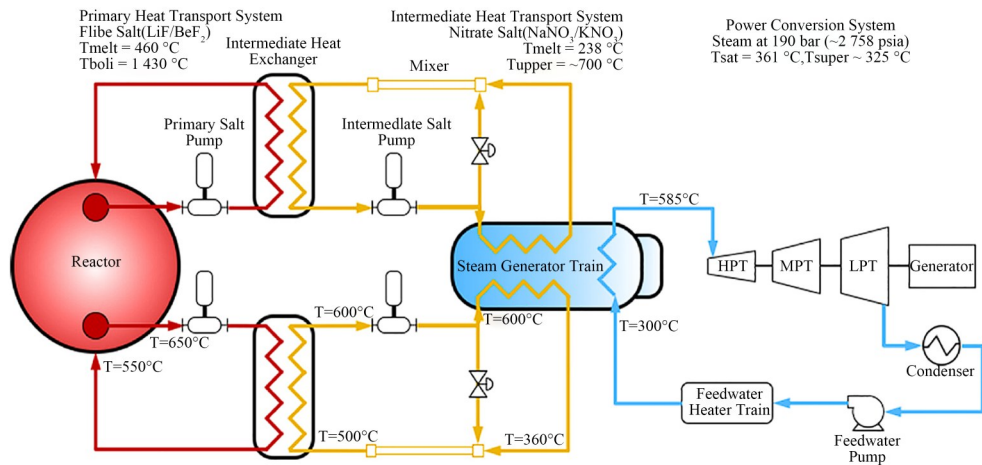 Primary Heat Transport System
Flibe Salt(LiF/BeF₂)
Tmelt = 460 °C
Tboli = 1 430 °C
Intermediate Heat
Exchanger
Intermediate Heat Transport System
Nitrate Salt(NaNO₃/KNO₃)
Tmelt = 238 °C
Tupper = ~700 °C
Mixer
Power Conversion System
Steam at 190 bar (~2 758 psia)
Tsat = 361 °C,Tsuper ~ 325 °C
Primary Salt
Pump
Intermedlate Salt
Pump
T=585°C
Reactor
Steam Generator Train
HPT
MPT
LPT
Generator
T=650°C
T=550°C
T=600°C
T=600°C
T=300°C
Condenser
Feedwater
Heater Train
Feedwater
Pump
T=500°C
T=360°C